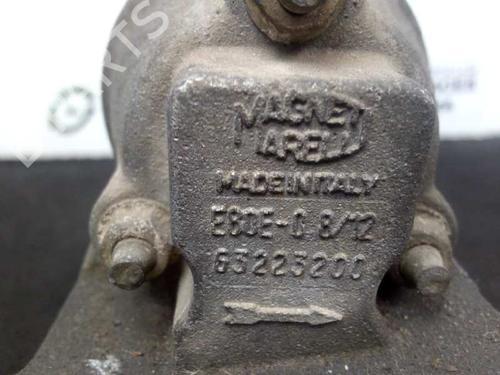 MAGNETI
MARELLI
MADE IN ITALY
E80E-0.8/12
63223200